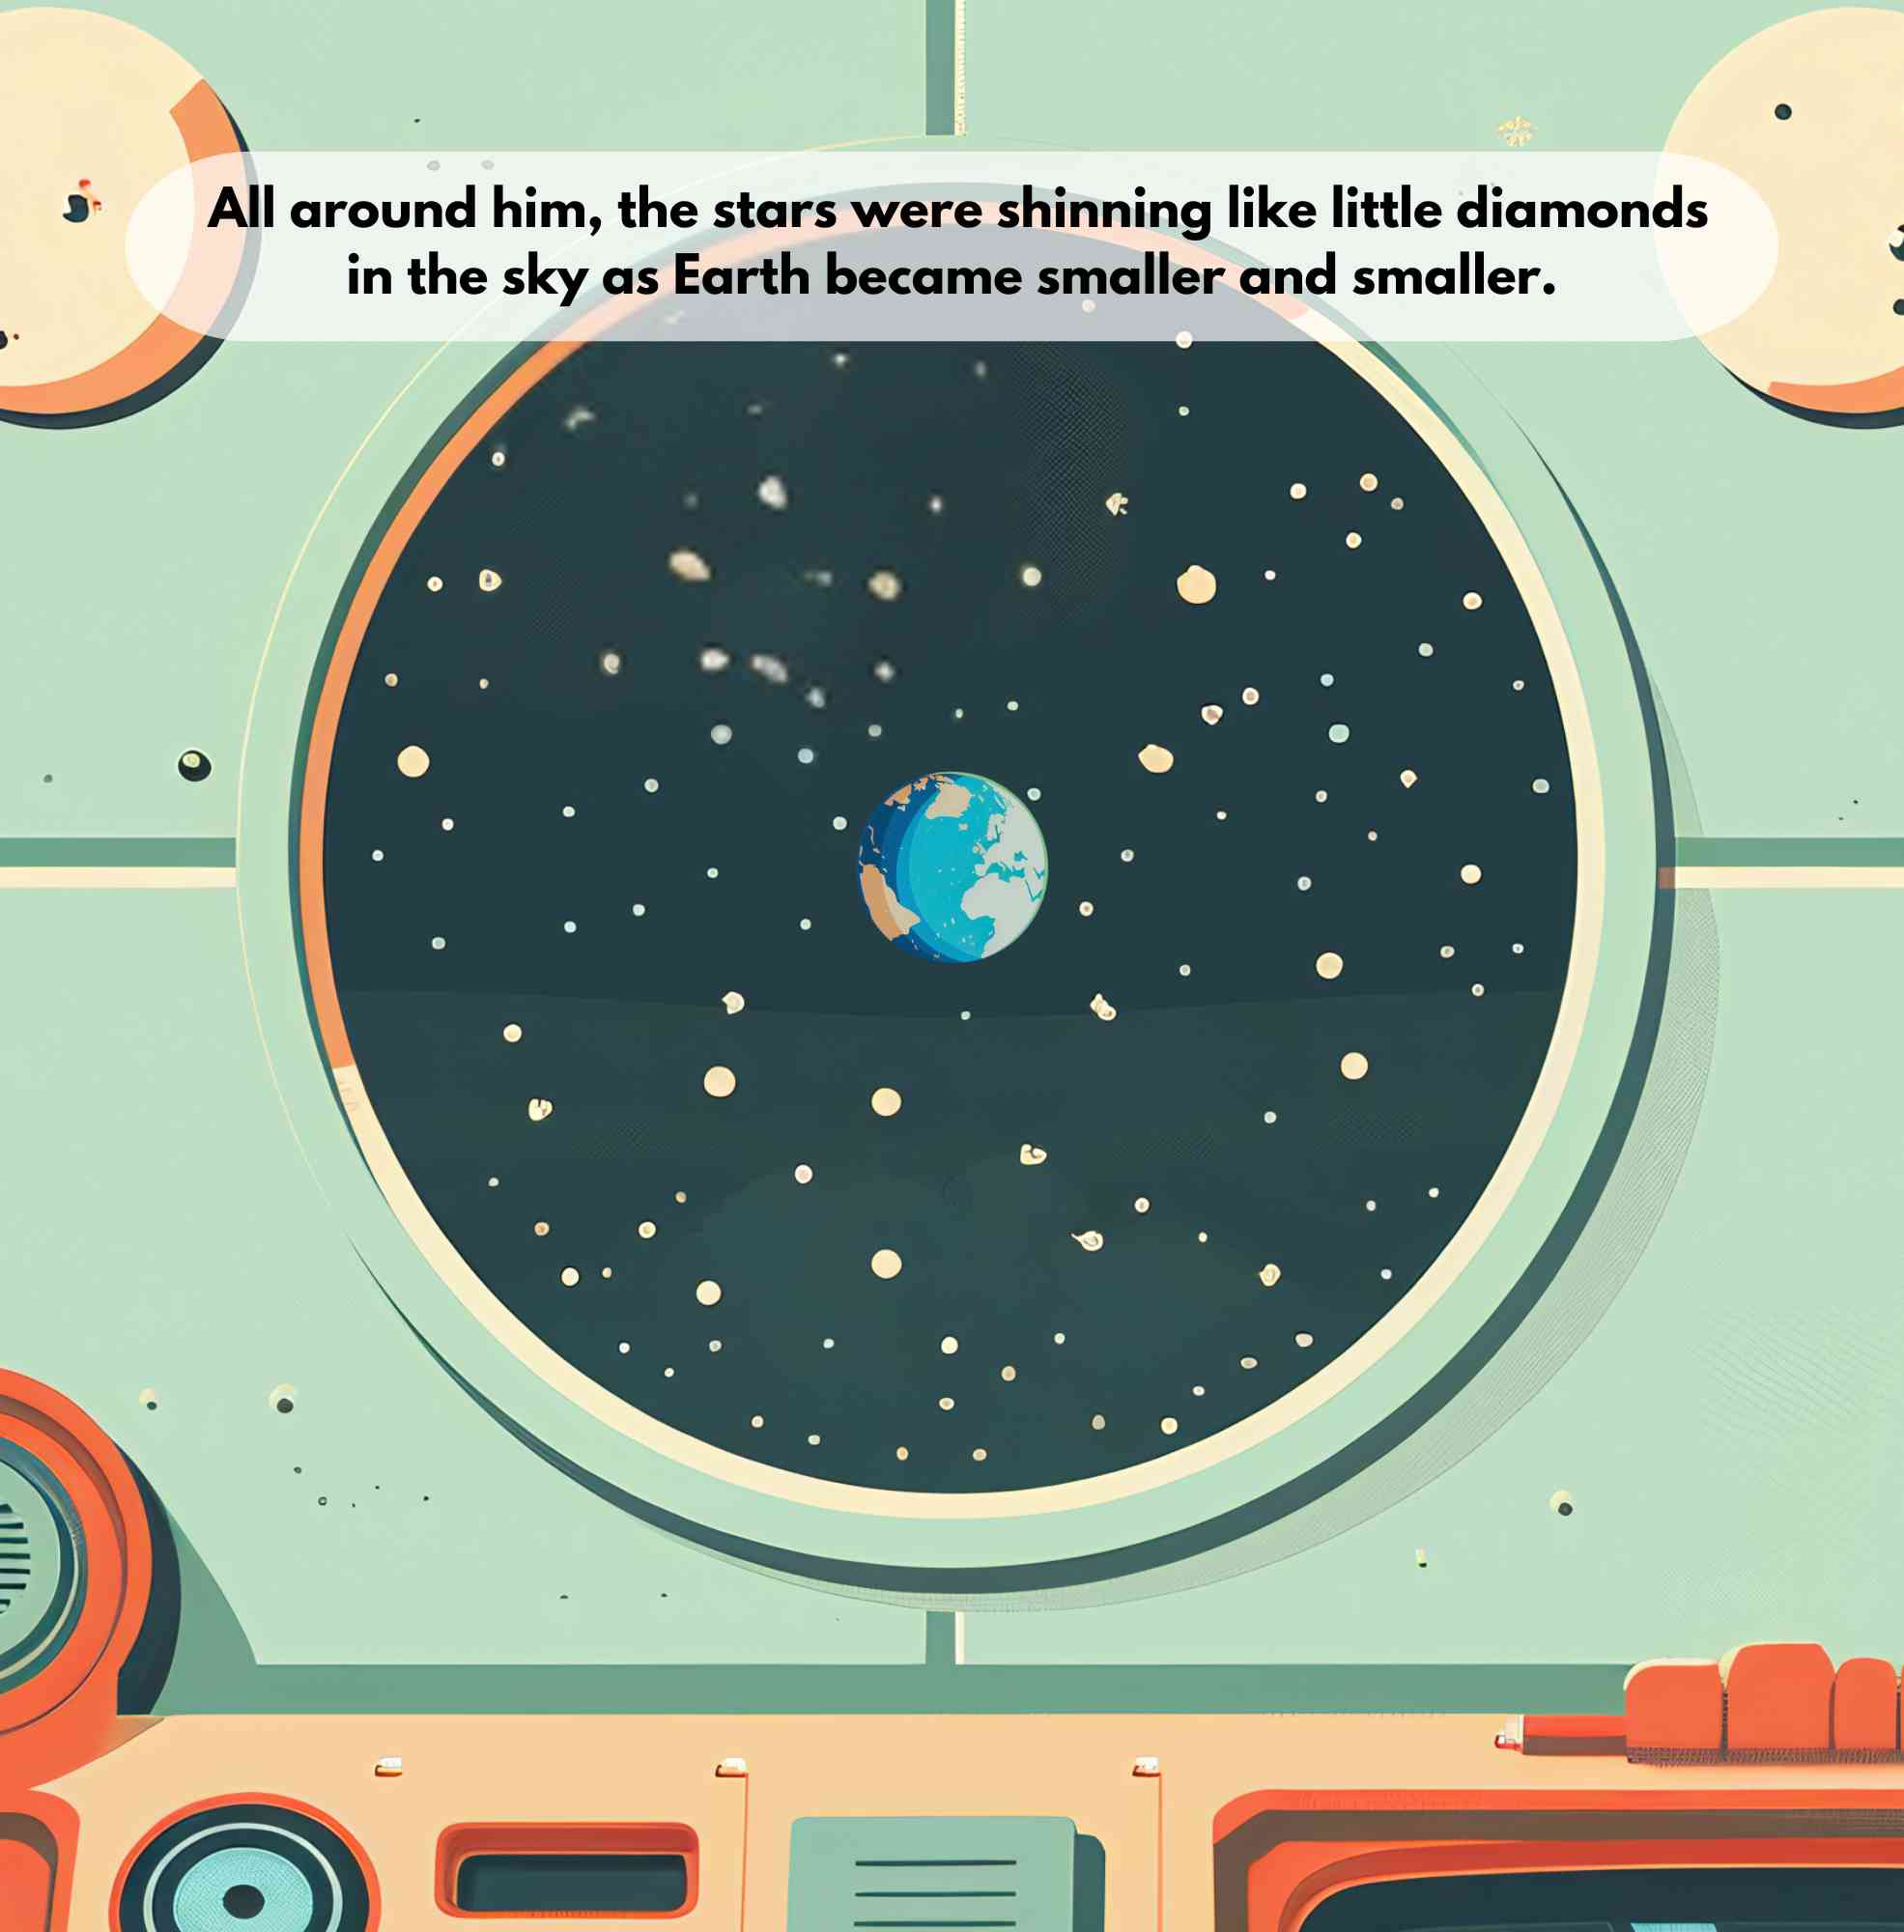 All around him, the stars were shinning like little diamonds
in the sky as Earth became smaller and smaller.